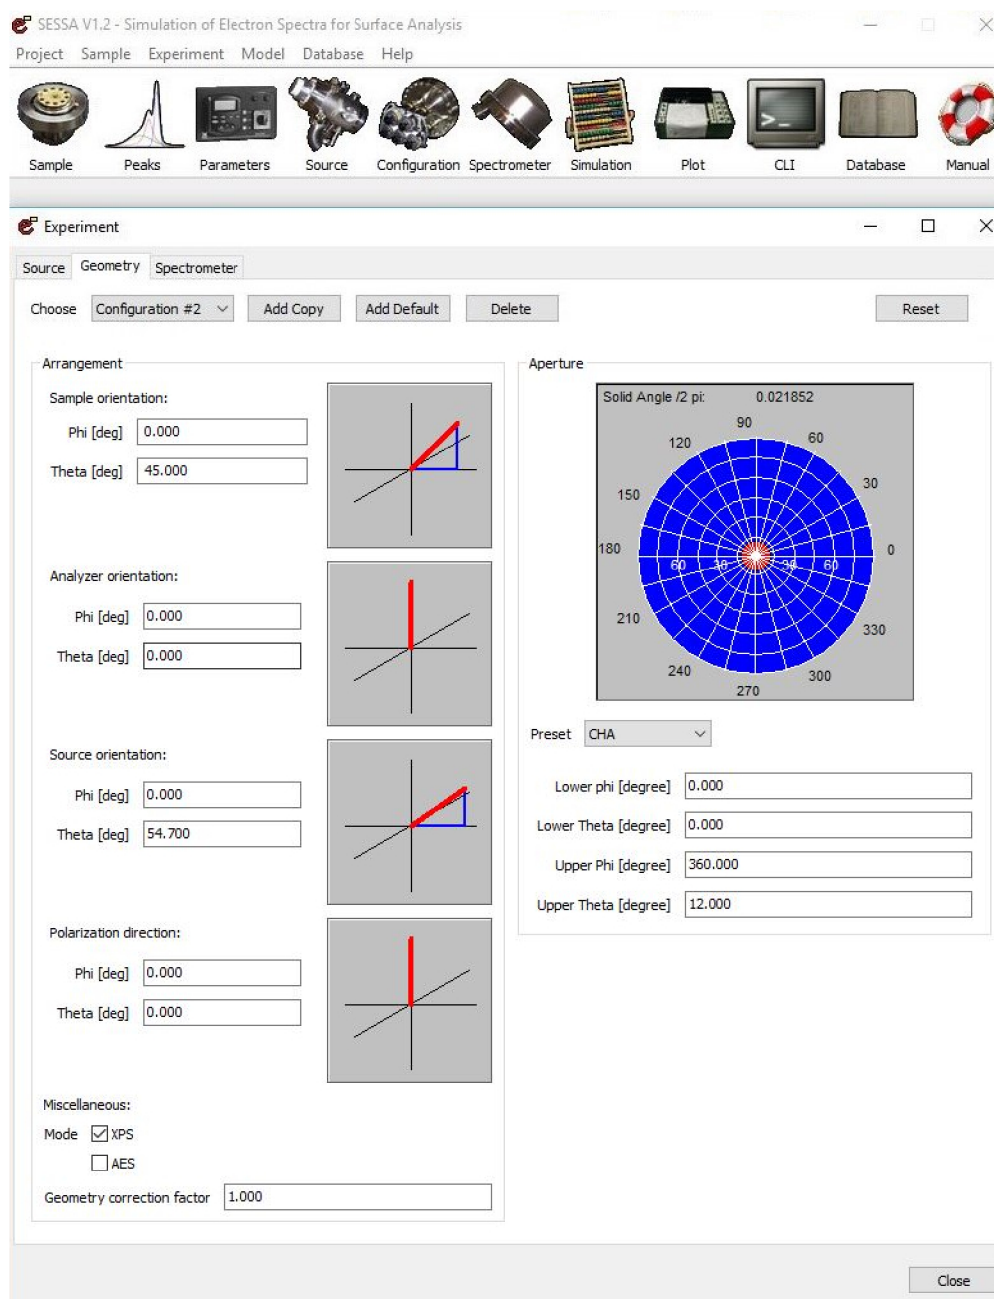 SESSA V1.2 - Simulation of Electron Spectra for Surface Analysis
Project Sample Experiment Model Database Help
Sample Peaks Parameters Source Configuration Spectrometer Simulation Plot CLI Database Manual
Experiment
Source Geometry Spectrometer
Choose Configuration #2 Add Copy Add Default Delete Reset
Arrangement
Sample orientation:
Phi [deg] 0.000
Theta [deg] 45.000
Analyzer orientation:
Phi [deg] 0.000
Theta [deg] 0.000
Source orientation:
Phi [deg] 0.000
Theta [deg] 54.700
Polarization direction:
Phi [deg] 0.000
Theta [deg] 0.000
Miscellaneous:
Mode XPS
AES
Geometry correction factor 1.000
Aperture
Solid Angle /2 pi: 0.021852
90
120 60
150 30
180 60 30 30 60 0
210 330
240 300
270
Preset CHA
Lower phi [degree] 0.000
Lower Theta [degree] 0.000
Upper Phi [degree] 360.000
Upper Theta [degree] 12.000
Close